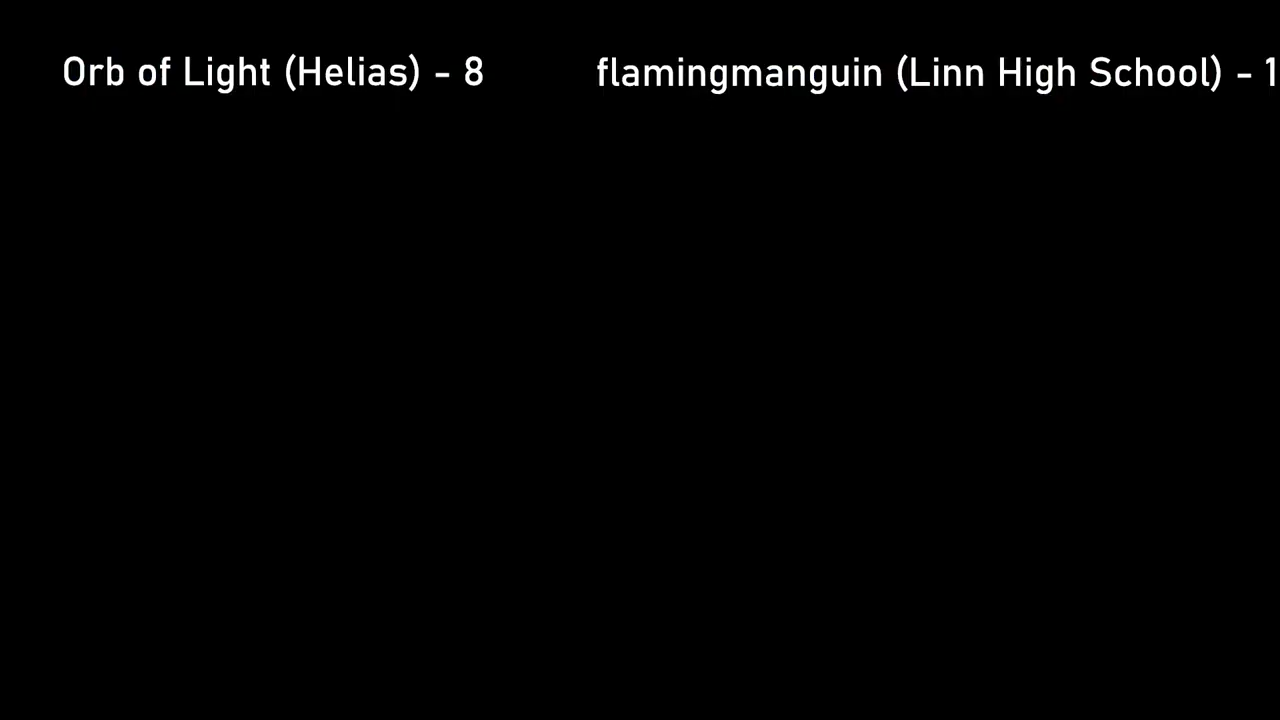 Orb of Light (Helias) - 8
flamingmanguin (Linn High School) - 1